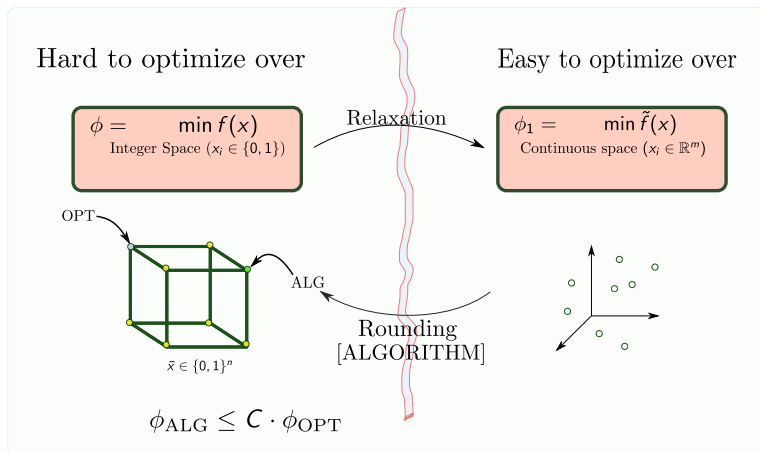 Hard to optimize over
Easy to optimize over
ϕ = min f(x)
Integer Space (xᵢ ∈ {0, 1})
Relaxation
ϕ₁ = min f̃(x)
Continuous space (xᵢ ∈ ℝᵐ)
OPT
ALG
x̄ ∈ {0, 1}ⁿ
Rounding
[ALGORITHM]
ϕ_ALG ≤ C · ϕ_OPT